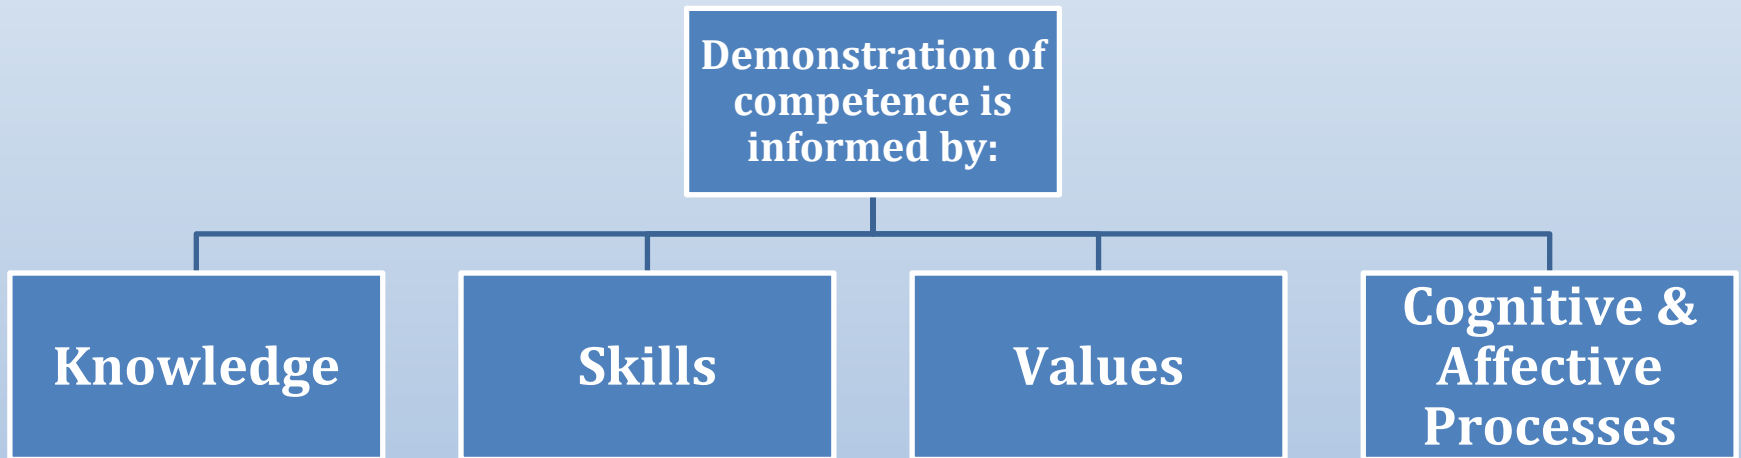 Demonstration of
competence is
informed by:
Knowledge
Skills
Values
Cognitive &
Affective
Processes